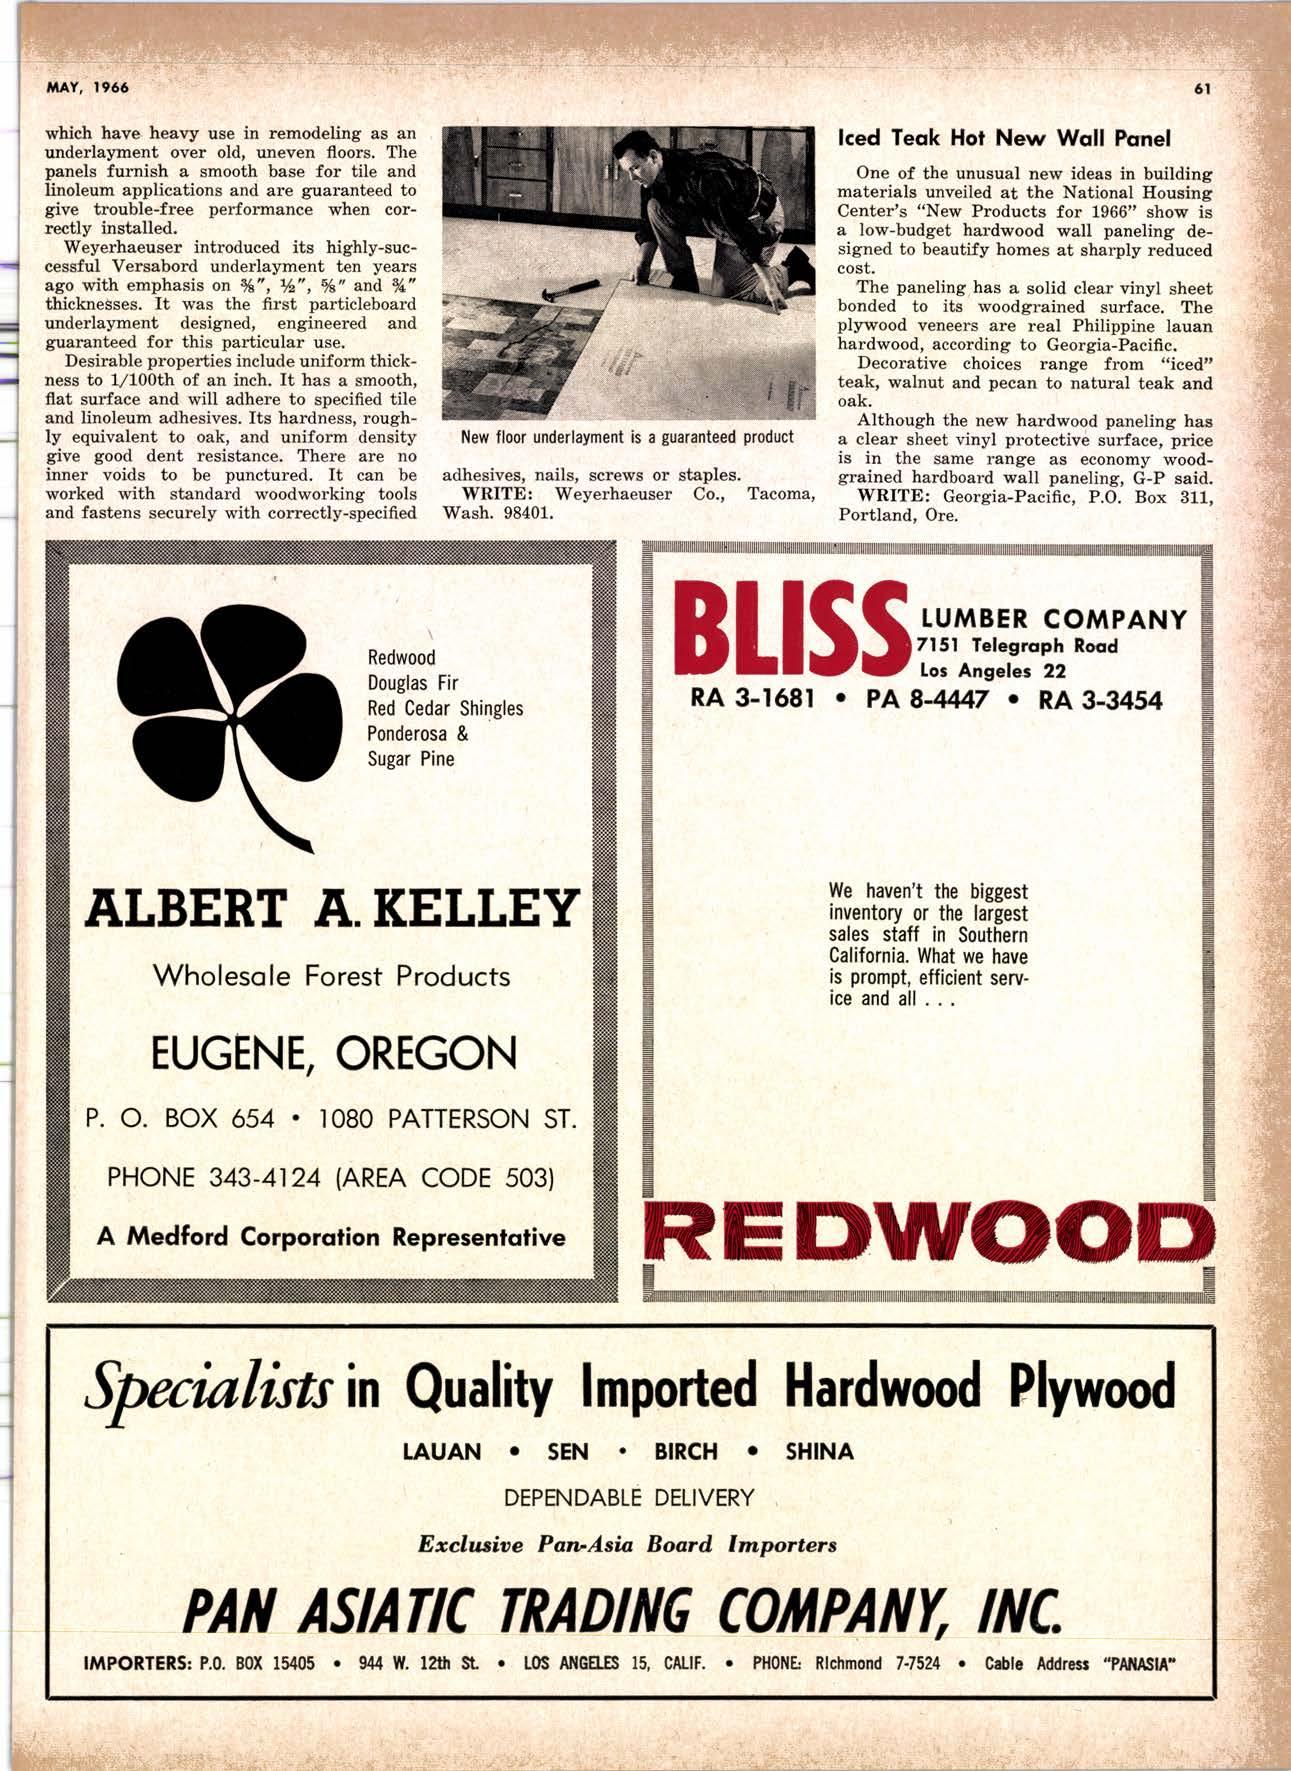 MAY, 1966
61
which have heavy use in remodeling as an
underlayment over old, uneven floors. The
panels furnish a smooth base for tile and
linoleum applications and are guaranteed to
give trouble-free performance when cor-
rectly installed.
Weyerhaeuser introduced its highly-suc-
cessful Versabord underlayment ten years
ago with emphasis on ⅜", ½", ⅝" and ¾"
thicknesses. It was the first particleboard
underlayment designed, engineered and
guaranteed for this particular use.
Desirable properties include uniform thick-
ness to 1/100th of an inch. It has a smooth,
flat surface and will adhere to specified tile
and linoleum adhesives. Its hardness, rough-
ly equivalent to oak, and uniform density
give good dent resistance. There are no
inner voids to be punctured. It can be
worked with standard woodworking tools
and fastens securely with correctly-specified
New floor underlayment is a guaranteed product
adhesives, nails, screws or staples.
WRITE: Weyerhaeuser Co., Tacoma,
Wash. 98401.
Iced Teak Hot New Wall Panel
One of the unusual new ideas in building
materials unveiled at the National Housing
Center's "New Products for 1966" show is
a low-budget hardwood wall paneling de-
signed to beautify homes at sharply reduced
cost.
The paneling has a solid clear vinyl sheet
bonded to its woodgrained surface. The
plywood veneers are real Philippine lauan
hardwood, according to Georgia-Pacific.
Decorative choices range from "iced"
teak, walnut and pecan to natural teak and
oak.
Although the new hardwood paneling has
a clear sheet vinyl protective surface, price
is in the same range as economy wood-
grained hardboard wall paneling, G-P said.
WRITE: Georgia-Pacific, P.O. Box 311,
Portland, Ore.
Redwood
Douglas Fir
Red Cedar Shingles
Ponderosa &
Sugar Pine
ALBERT A. KELLEY
Wholesale Forest Products
EUGENE, OREGON
P. O. BOX 654 • 1080 PATTERSON ST.
PHONE 343-4124 (AREA CODE 503)
A Medford Corporation Representative
BLISS LUMBER COMPANY
7151 Telegraph Road
Los Angeles 22
RA 3-1681 • PA 8-4447 • RA 3-3454
We haven't the biggest
inventory or the largest
sales staff in Southern
California. What we have
is prompt, efficient serv-
ice and all . . .
REDWOOD
Specialists in Quality Imported Hardwood Plywood
LAUAN • SEN • BIRCH • SHINA
DEPENDABLE DELIVERY
Exclusive Pan-Asia Board Importers
PAN ASIATIC TRADING COMPANY, INC.
IMPORTERS: P.O. BOX 15405 • 944 W. 12th St. • LOS ANGELES 15, CALIF. • PHONE: RIchmond 7-7524 • Cable Address "PANASIA"